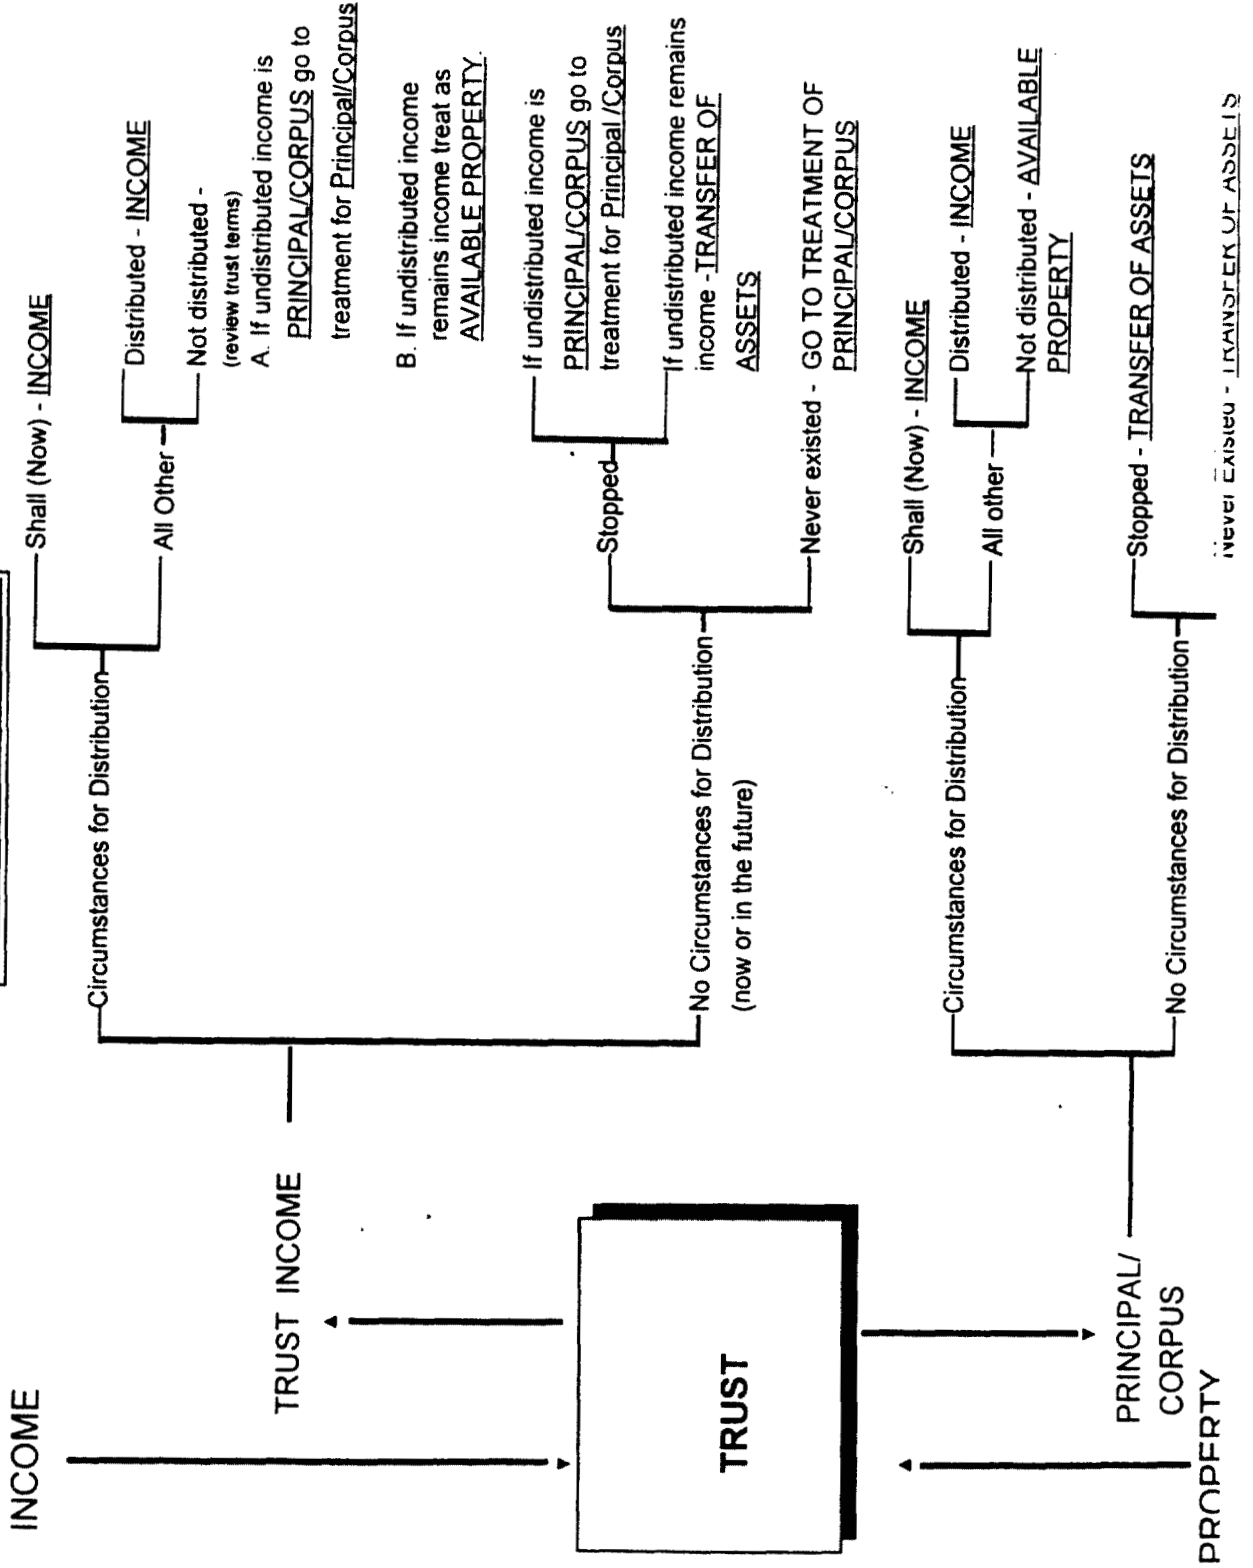 INCOME
TRUST INCOME
TRUST
PRINCIPAL/
CORPUS
PROPERTY
Circumstances for Distribution
Shall (Now) - INCOME
All Other
Distributed - INCOME
Not distributed -
(review trust terms)
A. If undistributed income is
PRINCIPAL/CORPUS go to
treatment for Principal/Corpus
B. If undistributed income
remains income treat as
AVAILABLE PROPERTY.
No Circumstances for Distribution
(now or in the future)
Stopped
If undistributed income is
PRINCIPAL/CORPUS go to
treatment for Principal /Corpus
If undistributed income remains
income - TRANSFER OF
ASSETS
Never existed - GO TO TREATMENT OF
PRINCIPAL/CORPUS
Circumstances for Distribution
Shall (Now) - INCOME
All other
Distributed - INCOME
Not distributed - AVAILABLE
PROPERTY
No Circumstances for Distribution
Stopped - TRANSFER OF ASSETS
Never Existed - TRANSFER OF ASSETS